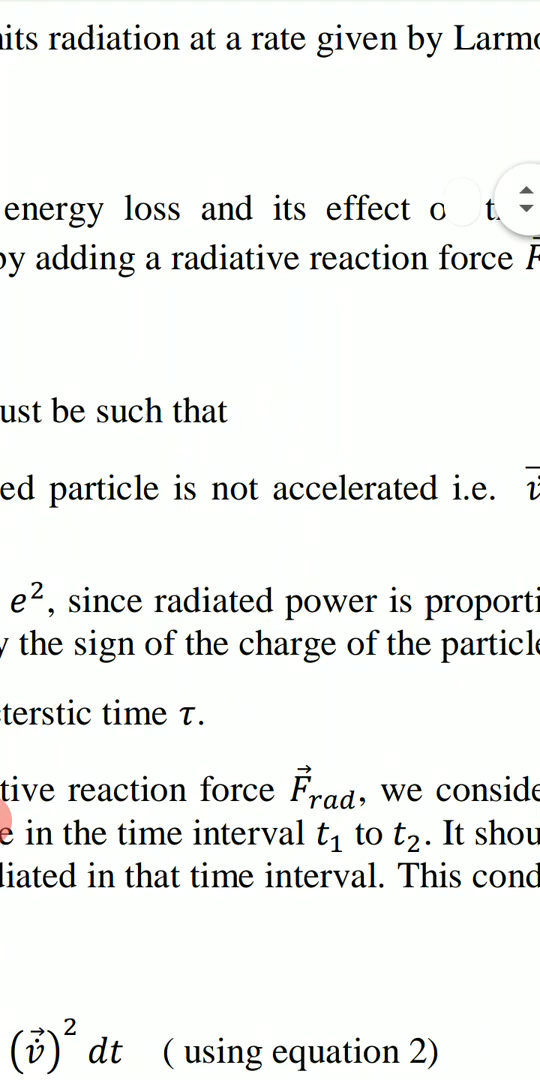 its radiation at a rate given by Larmo
energy loss and its effect
by adding a radiative reaction force F
ust be such that
ed particle is not accelerated i.e. v⃗
e², since radiated power is proporti
the sign of the charge of the particle
terstic time τ.
tive reaction force F⃗rad, we conside
e in the time interval t₁ to t₂. It shou
diated in that time interval. This cond
(v̇⃗)² dt ( using equation 2)